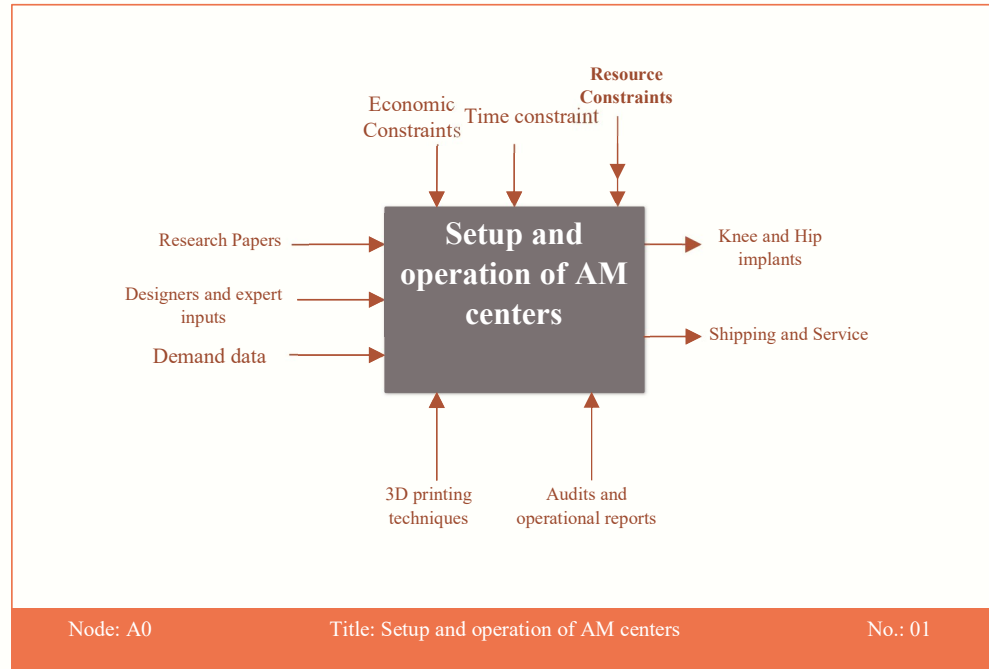 Resource
Constraints
Economic
Constraints
Time constraint
Setup and
operation of AM
centers
Research Papers
Designers and expert
inputs
Demand data
Knee and Hip
implants
Shipping and Service
3D printing
techniques
Audits and
operational reports
Node: A0
Title: Setup and operation of AM centers
No.: 01